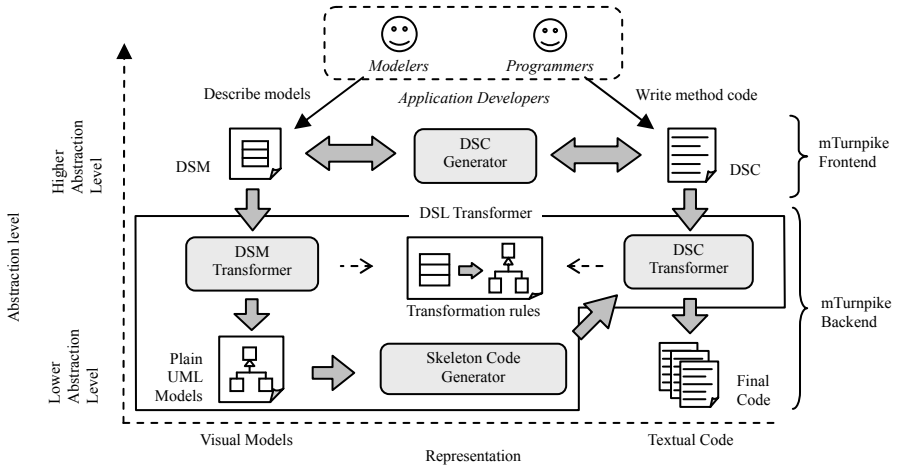 Modelers
Programmers
Application Developers
Describe models
Write method code
Higher
Abstraction
Level
DSM
DSC
Generator
DSC
mTurnpike
Frontend
Abstraction level
DSL Transformer
DSM
Transformer
Transformation rules
DSC
Transformer
mTurnpike
Backend
Lower
Abstraction
Level
Plain
UML
Models
Skeleton Code
Generator
Final
Code
Visual Models
Textual Code
Representation